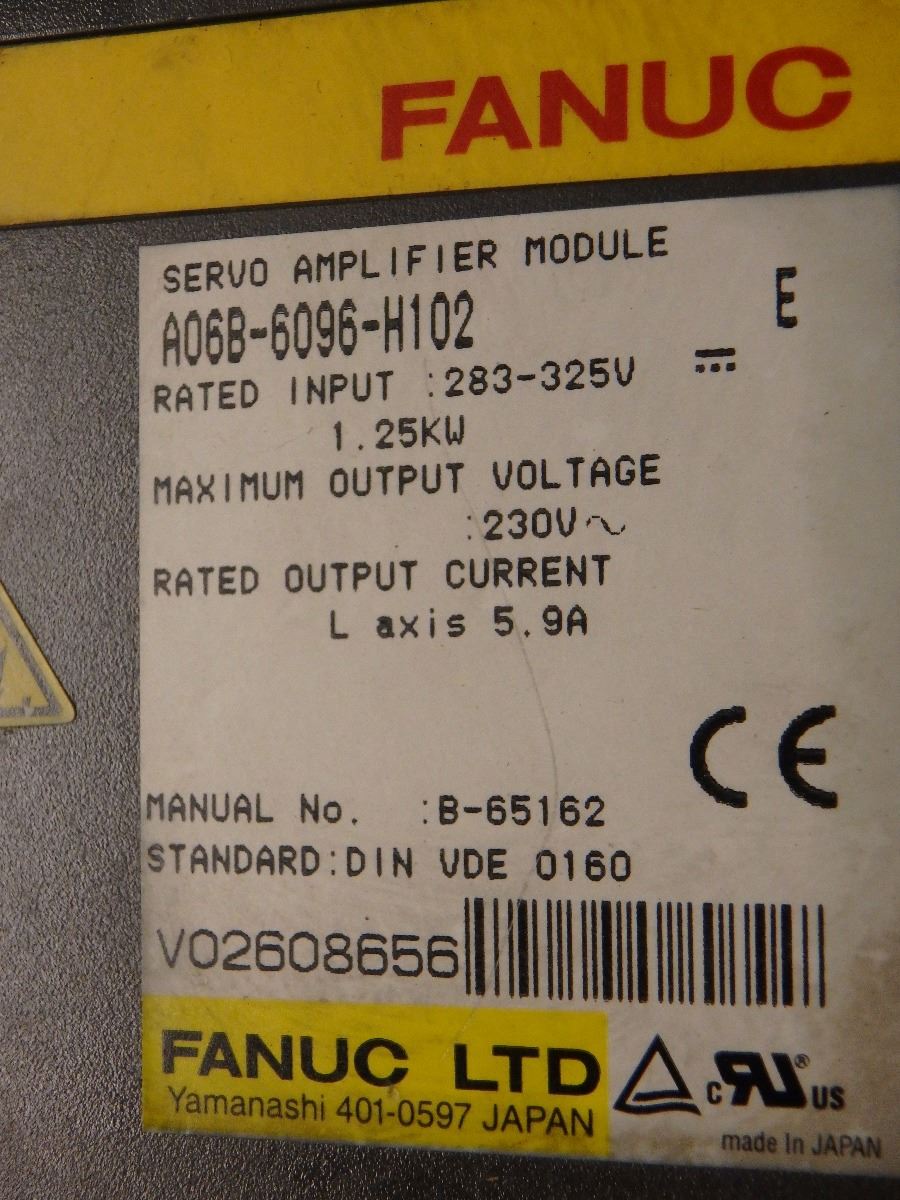 FANUC
SERVO AMPLIFIER MODULE
A06B-6096-H102 E
RATED INPUT :283-325V ⎓
1.25KW
MAXIMUM OUTPUT VOLTAGE
:230V～
RATED OUTPUT CURRENT
L axis 5.9A
CE
MANUAL No. :B-65162
STANDARD:DIN VDE 0160
V02608656
FANUC LTD
Yamanashi 401-0597 JAPAN
c RU ® US
made In JAPAN